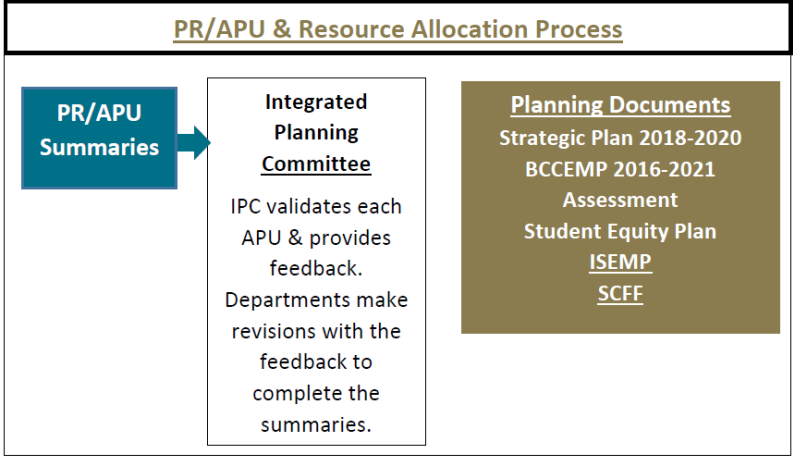 PR/APU & Resource Allocation Process
PR/APU
Summaries
Integrated
Planning
Committee
IPC validates each
APU & provides
feedback.
Departments make
revisions with the
feedback to
complete the
summaries.
Planning Documents
Strategic Plan 2018-2020
BCCEMP 2016-2021
Assessment
Student Equity Plan
ISEMP
SCFF